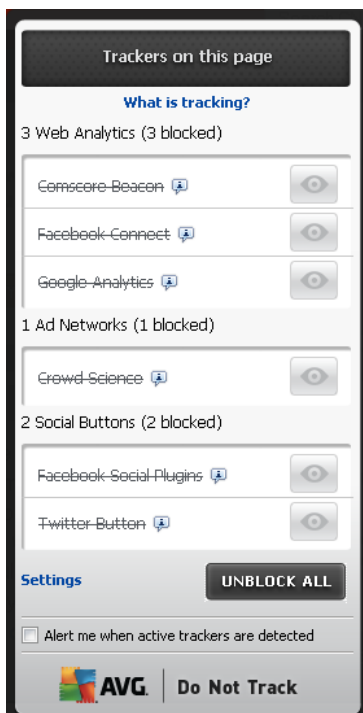 Trackers on this page
What is tracking?
3 Web Analytics (3 blocked)
Comscore Beacon
Facebook Connect
Google Analytics
1 Ad Networks (1 blocked)
Crowd Science
2 Social Buttons (2 blocked)
Facebook Social Plugins
Twitter Button
Settings UNBLOCK ALL
Alert me when active trackers are detected
AVG. Do Not Track